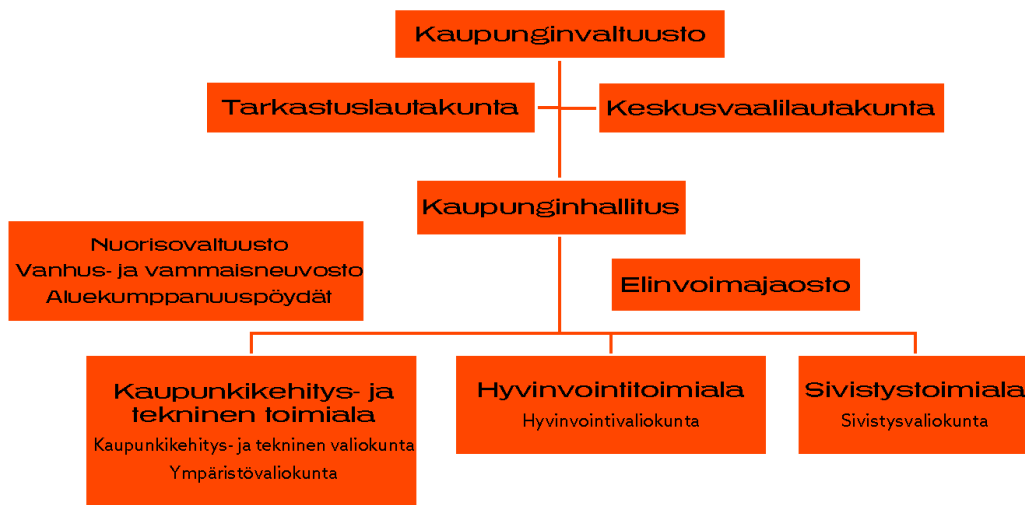 Kaupunginvaltuusto
Tarkastuslautakunta
Keskusvaalilautakunta
Kaupunginhallitus
Nuorisovaltuusto
Vanhus- ja vammaisneuvosto
Aluekumppanuuspöydät
Elinvoimajaosto
Kaupunkikehitys- ja
tekninen toimiala
Kaupunkikehitys- ja tekninen valiokunta
Ympäristövaliokunta
Hyvinvointitoimiala
Hyvinvointivaliokunta
Sivistystoimiala
Sivistysvaliokunta